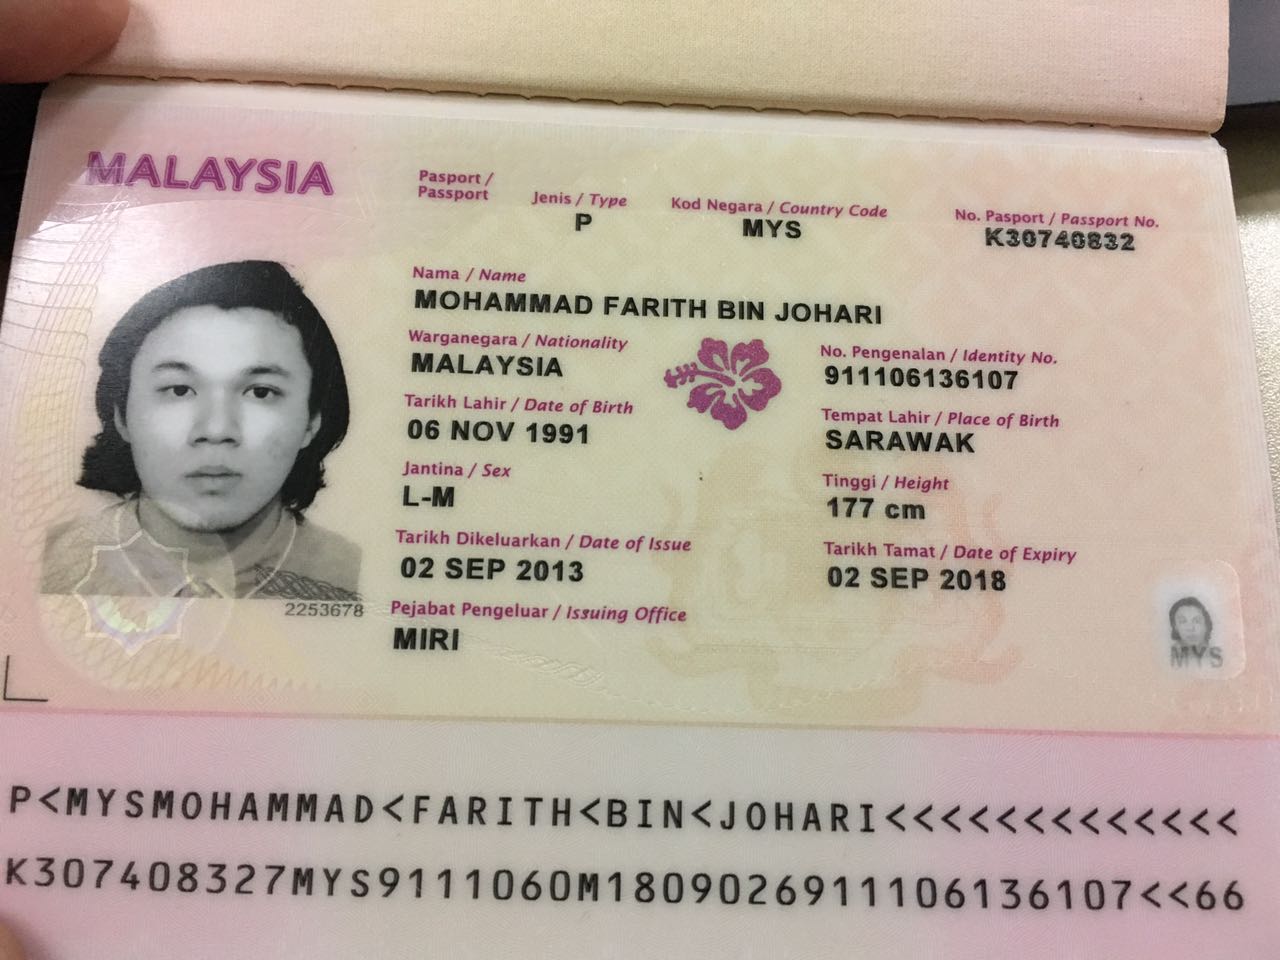 MALAYSIA
Pasport /
Passport
Jenis / Type
P
Kod Negara / Country Code
MYS
No. Pasport / Passport No.
K30740832
Nama / Name
MOHAMMAD FARITH BIN JOHARI
Warganegara / Nationality
MALAYSIA
No. Pengenalan / Identity No.
911106136107
Tarikh Lahir / Date of Birth
06 NOV 1991
Tempat Lahir / Place of Birth
SARAWAK
Jantina / Sex
L-M
Tinggi / Height
177 cm
Tarikh Dikeluarkan / Date of Issue
02 SEP 2013
Tarikh Tamat / Date of Expiry
02 SEP 2018
2253678
Pejabat Pengeluar / Issuing Office
MIRI
MYS
P<MYSMOHAMMAD<FARITH<BIN<JOHARI<<<<<<<<<<<<<
K307408327MYS9111060M1809026911106136107<<66